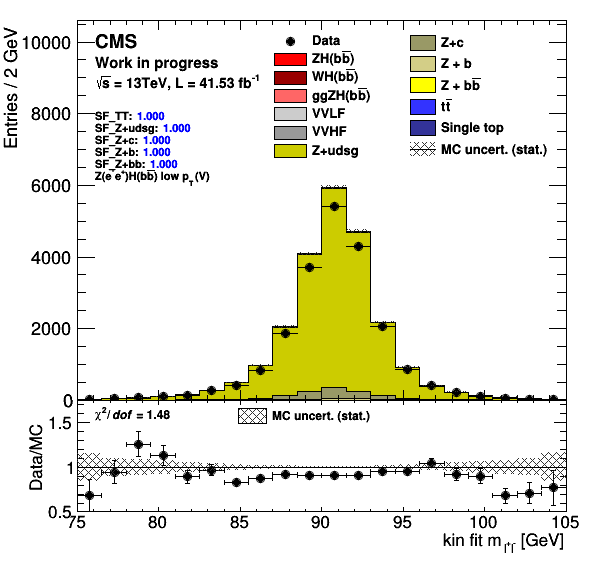 CMS
Work in progress
√s = 13TeV, L = 41.53 fb⁻¹
SF_TT: 1.000
SF_Z+udsg: 1.000
SF_Z+c: 1.000
SF_Z+b: 1.000
SF_Z+bb: 1.000
Z(e⁻e⁺)H(bb̅) low p_T(V)
Data
ZH(bb̅)
WH(bb̅)
ggZH(bb̅)
VVLF
VVHF
Z+udsg
Z+c
Z + b
Z + bb̅
tt̅
Single top
MC uncert. (stat.)
Entries / 2 GeV
10000
8000
6000
4000
2000
0
χ²/dof = 1.48
MC uncert. (stat.)
Data/MC
1.5
1
0.5
75 80 85 90 95 100 105
kin fit m_l⁺l⁻ [GeV]